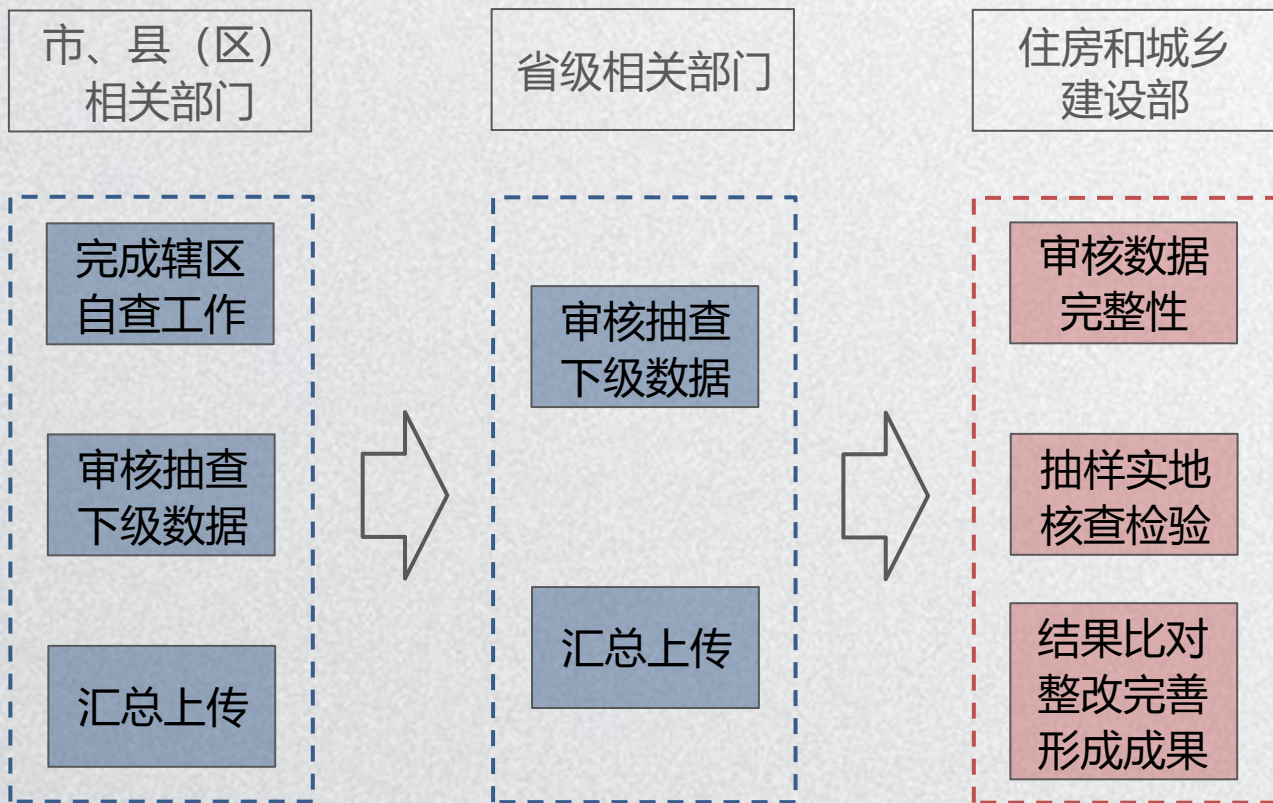 市、县（区）
相关部门
省级相关部门
住房和城乡
建设部
完成辖区
自查工作
审核抽查
下级数据
汇总上传
审核抽查
下级数据
汇总上传
审核数据
完整性
抽样实地
核查检验
结果比对
整改完善
形成成果